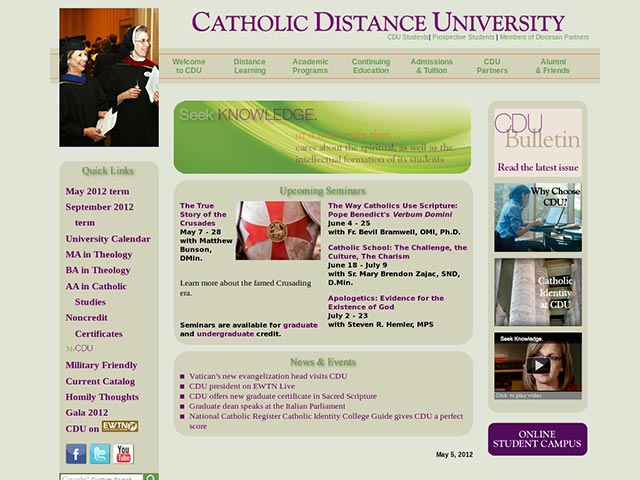 CATHOLIC DISTANCE UNIVERSITY
CDU Students| Prospective Students | Members of Diocesan Partners
Welcome to CDU
Distance Learning
Academic Programs
Continuing Education
Admissions & Tuition
CDU Partners
Alumni & Friends
Quick Links
May 2012 term
September 2012
term
University Calendar
MA in Theology
BA in Theology
AA in Catholic
Studies
Noncredit
Certificates
MyCDU
Military Friendly
Current Catalog
Homily Thoughts
Gala 2012
CDU on EWTN
You Tube
Custom Search
Seek KNOWLEDGE.
at a university that...
cares about the spiritual, as well as the
intellectual formation of its students
Upcoming Seminars
The True
Story of the
Crusades
May 7 - 28
with Matthew
Bunson,
DMin.
Learn more about the famed Crusading
era.
Seminars are available for graduate
and undergraduate credit.
The Way Catholics Use Scripture:
Pope Benedict's Verbum Domini
June 4 - 25
with Fr. Bevil Bramwell, OMI, Ph.D.
Catholic School: The Challenge, the
Culture, The Charism
June 18 - July 9
with Sr. Mary Brendon Zajac, SND,
D.Min.
Apologetics: Evidence for the
Existence of God
July 2 - 23
with Steven R. Hemler, MPS
News & Events
Vatican's new evangelization head visits CDU
CDU president on EWTN Live
CDU offers new graduate certificate in Sacred Scripture
Graduate dean speaks at the Italian Parliament
National Catholic Register Catholic Identity College Guide gives CDU a perfect
score
May 5, 2012
CDU
Bulletin
Read the latest issue
Why Choose
CDU?
Catholic
Identity
at CDU
Seek Knowledge.
Click to play video
ONLINE
STUDENT CAMPUS